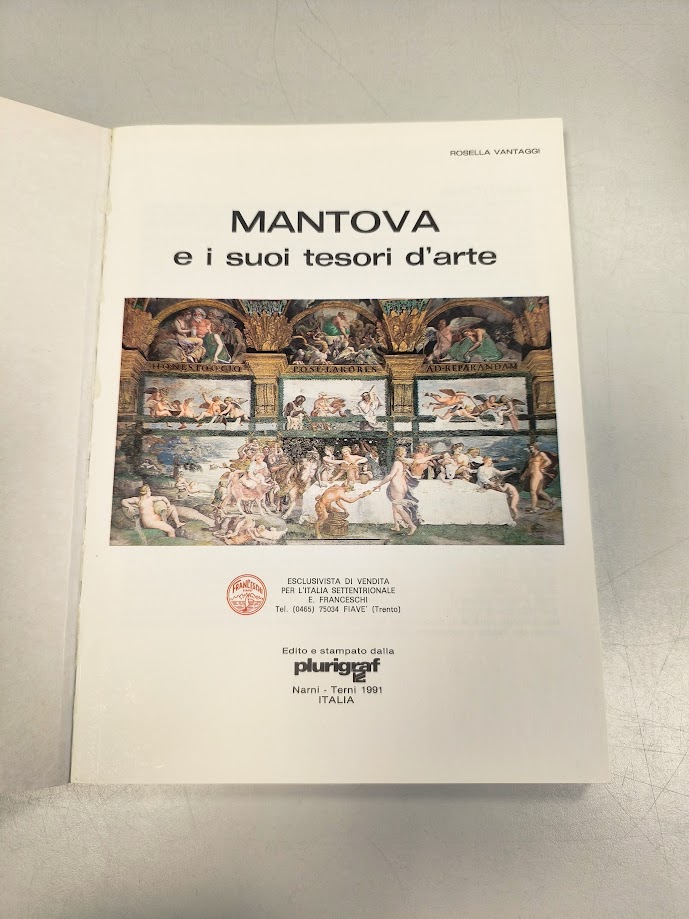 ROSELLA VANTAGGI
MANTOVA
e i suoi tesori d'arte
HONESTO OCIO POST LABORES AD REPARANDAM
FRANCESCHI
ESCLUSIVISTA DI VENDITA
PER L'ITALIA SETTENTRIONALE
E. FRANCESCHI
Tel. (0465) 75034 FIAVE' (Trento)
Edito e stampato dalla
plurigraf
Narni - Terni 1991
ITALIA